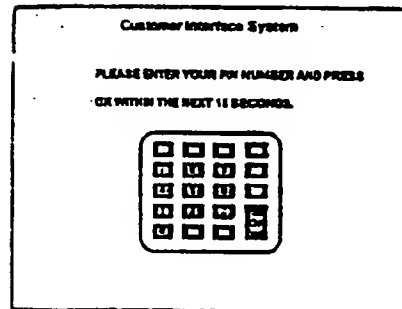 Customer Interface System
PLEASE ENTER YOUR PIN NUMBER AND PRESS
OK WITHIN THE NEXT 15 SECONDS.